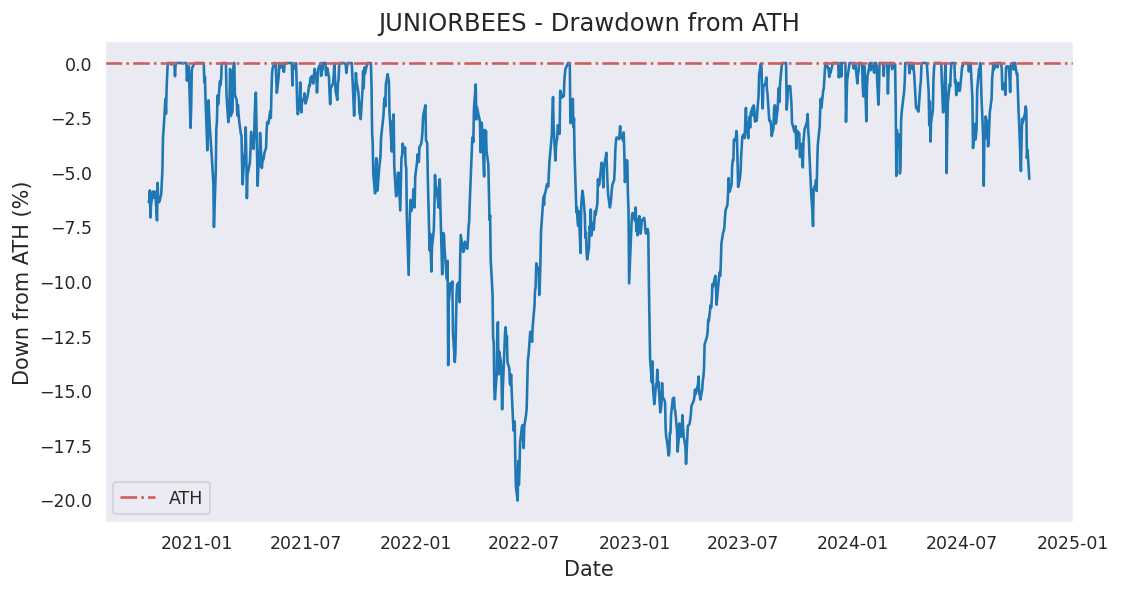 JUNIORBEES - Drawdown from ATH
Down from ATH (%)
0.0
−2.5
−5.0
−7.5
−10.0
−12.5
−15.0
−17.5
−20.0
ATH
2021-01 2021-07 2022-01 2022-07 2023-01 2023-07 2024-01 2024-07 2025-01
Date